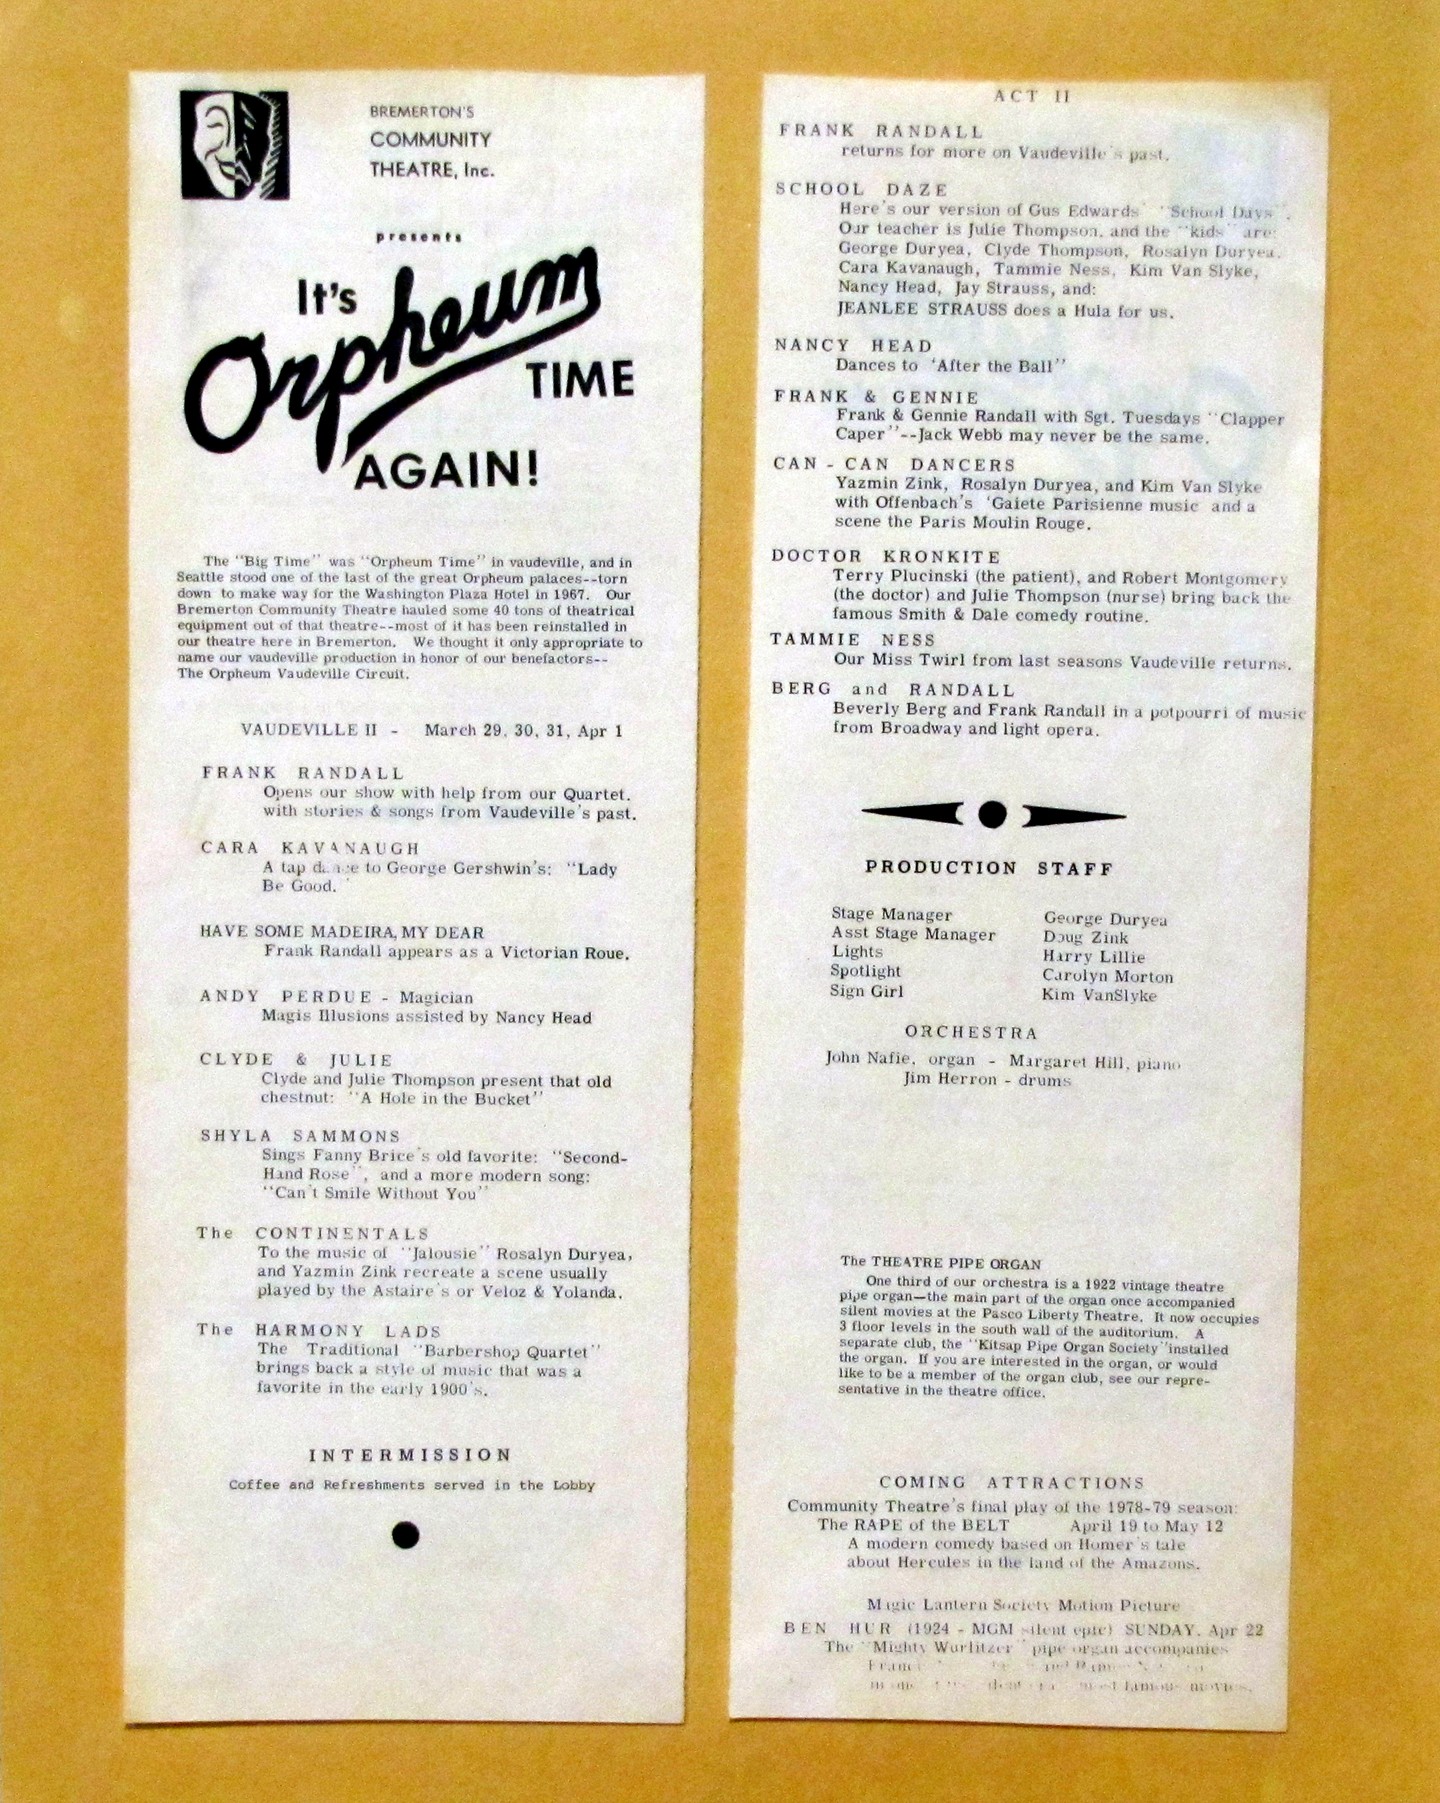 BREMERTON'S
COMMUNITY
THEATRE, Inc.
presents
It's
Orpheum
TIME
AGAIN!
The "Big Time" was "Orpheum Time" in vaudeville, and in
Seattle stood one of the last of the great Orpheum palaces--torn
down to make way for the Washington Plaza Hotel in 1967. Our
Bremerton Community Theatre hauled some 40 tons of theatrical
equipment out of that theatre--most of it has been reinstalled in
our theatre here in Bremerton. We thought it only appropriate to
name our vaudeville production in honor of our benefactors--
The Orpheum Vaudeville Circuit.
VAUDEVILLE II - March 29, 30, 31, Apr 1
FRANK RANDALL
Opens our show with help from our Quartet.
with stories & songs from Vaudeville's past.
CARA KAVANAUGH
A tap dance to George Gershwin's: "Lady
Be Good.
HAVE SOME MADEIRA, MY DEAR
Frank Randall appears as a Victorian Roue.
ANDY PERDUE - Magician
Magis Illusions assisted by Nancy Head
CLYDE & JULIE
Clyde and Julie Thompson present that old
chestnut: "A Hole in the Bucket"
SHYLA SAMMONS
Sings Fanny Brice's old favorite: "Second-
Hand Rose", and a more modern song:
"Can't Smile Without You"
The CONTINENTALS
To the music of "Jalousie" Rosalyn Duryea,
and Yazmin Zink recreate a scene usually
played by the Astaire's or Veloz & Yolanda.
The HARMONY LADS
The Traditional "Barbershop Quartet"
brings back a style of music that was a
favorite in the early 1900's.
INTERMISSION
Coffee and Refreshments served in the Lobby
ACT II
FRANK RANDALL
returns for more on Vaudeville's past.
SCHOOL DAZE
Here's our version of Gus Edwards' "School Days".
Our teacher is Julie Thompson, and the "kids" are:
George Duryea, Clyde Thompson, Rosalyn Duryea,
Cara Kavanaugh, Tammie Ness, Kim Van Slyke,
Nancy Head, Jay Strauss, and:
JEANLEE STRAUSS does a Hula for us.
NANCY HEAD
Dances to 'After the Ball"
FRANK & GENNIE
Frank & Gennie Randall with Sgt. Tuesdays "Clapper
Caper"--Jack Webb may never be the same.
CAN - CAN DANCERS
Yazmin Zink, Rosalyn Duryea, and Kim Van Slyke
with Offenbach's 'Gaiete Parisienne music and a
scene the Paris Moulin Rouge.
DOCTOR KRONKITE
Terry Plucinski (the patient), and Robert Montgomery
(the doctor) and Julie Thompson (nurse) bring back the
famous Smith & Dale comedy routine.
TAMMIE NESS
Our Miss Twirl from last seasons Vaudeville returns.
BERG and RANDALL
Beverly Berg and Frank Randall in a potpourri of music
from Broadway and light opera.
PRODUCTION STAFF
Stage Manager George Duryea
Asst Stage Manager Doug Zink
Lights Harry Lillie
Spotlight Carolyn Morton
Sign Girl Kim VanSlyke
ORCHESTRA
John Nafie, organ - Margaret Hill, piano
Jim Herron - drums
The THEATRE PIPE ORGAN
One third of our orchestra is a 1922 vintage theatre
pipe organ—the main part of the organ once accompanied
silent movies at the Pasco Liberty Theatre. It now occupies
3 floor levels in the south wall of the auditorium. A
separate club, the "Kitsap Pipe Organ Society" installed
the organ. If you are interested in the organ, or would
like to be a member of the organ club, see our repre-
sentative in the theatre office.
COMING ATTRACTIONS
Community Theatre's final play of the 1978-79 season:
The RAPE of the BELT April 19 to May 12
A modern comedy based on Homer's tale
about Hercules in the land of the Amazons.
Magic Lantern Society Motion Picture
BEN HUR (1924 - MGM silent epic) SUNDAY, Apr 22
The "Mighty Wurlitzer" pipe organ accompanies
most famous movies.